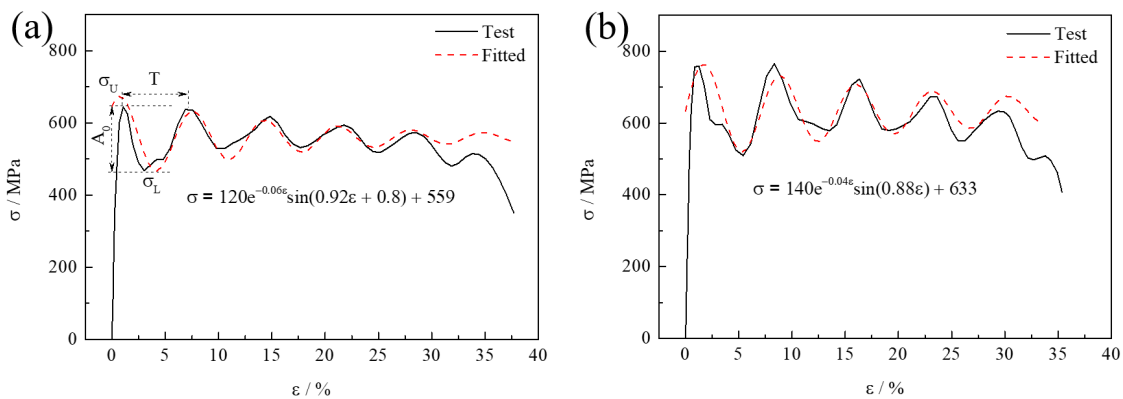 (a)
800
600
400
200
0
σ / MPa
0 5 10 15 20 25 30 35 40
ε / %
Test
Fitted
σU
T
A0
σL
σ = 120e^−0.06ε sin(0.92ε + 0.8) + 559
(b)
800
600
400
200
0
σ / MPa
0 5 10 15 20 25 30 35 40
ε / %
Test
Fitted
σ = 140e^−0.04ε sin(0.88ε) + 633